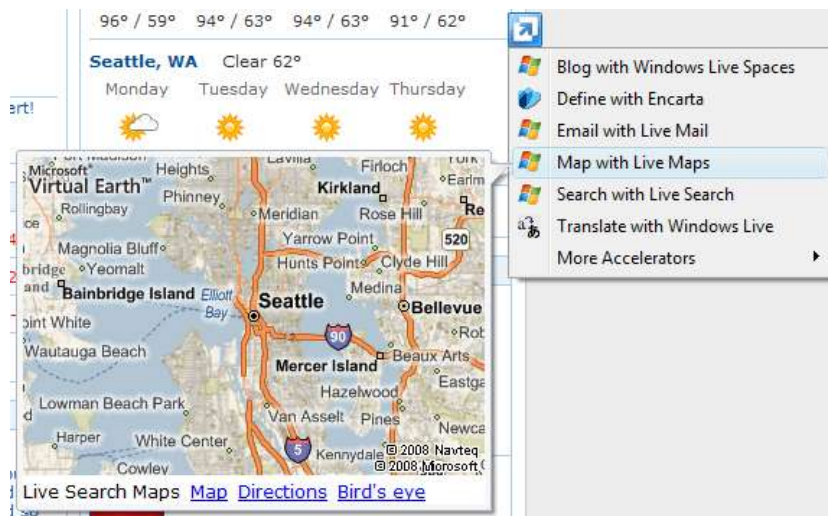 96° / 59° 94° / 63° 94° / 63° 91° / 62°
Seattle, WA Clear 62°
Monday Tuesday Wednesday Thursday
ert!
Blog with Windows Live Spaces
Define with Encarta
Email with Live Mail
Map with Live Maps
Search with Live Search
Translate with Windows Live
More Accelerators
Microsoft®
Virtual Earth™
Heights
Firloch
Phinney
Kirkland
Rollingbay
Meridian
Rose Hill
Yarrow Point
520
Magnolia Bluff
Hunts Point
Clyde Hill
Yeomalt
Medina
Bainbridge Island
Elliott
Bay
Seattle
Bellevue
90
Wautauga Beach
Beaux Arts
Mercer Island
Hazelwood
Lowman Beach Park
Van Asselt
Pines
Harper
White Center
5
Kennydale
© 2008 Navteq
Cowley
© 2008 Microsoft
Live Search Maps Map Directions Bird's eye